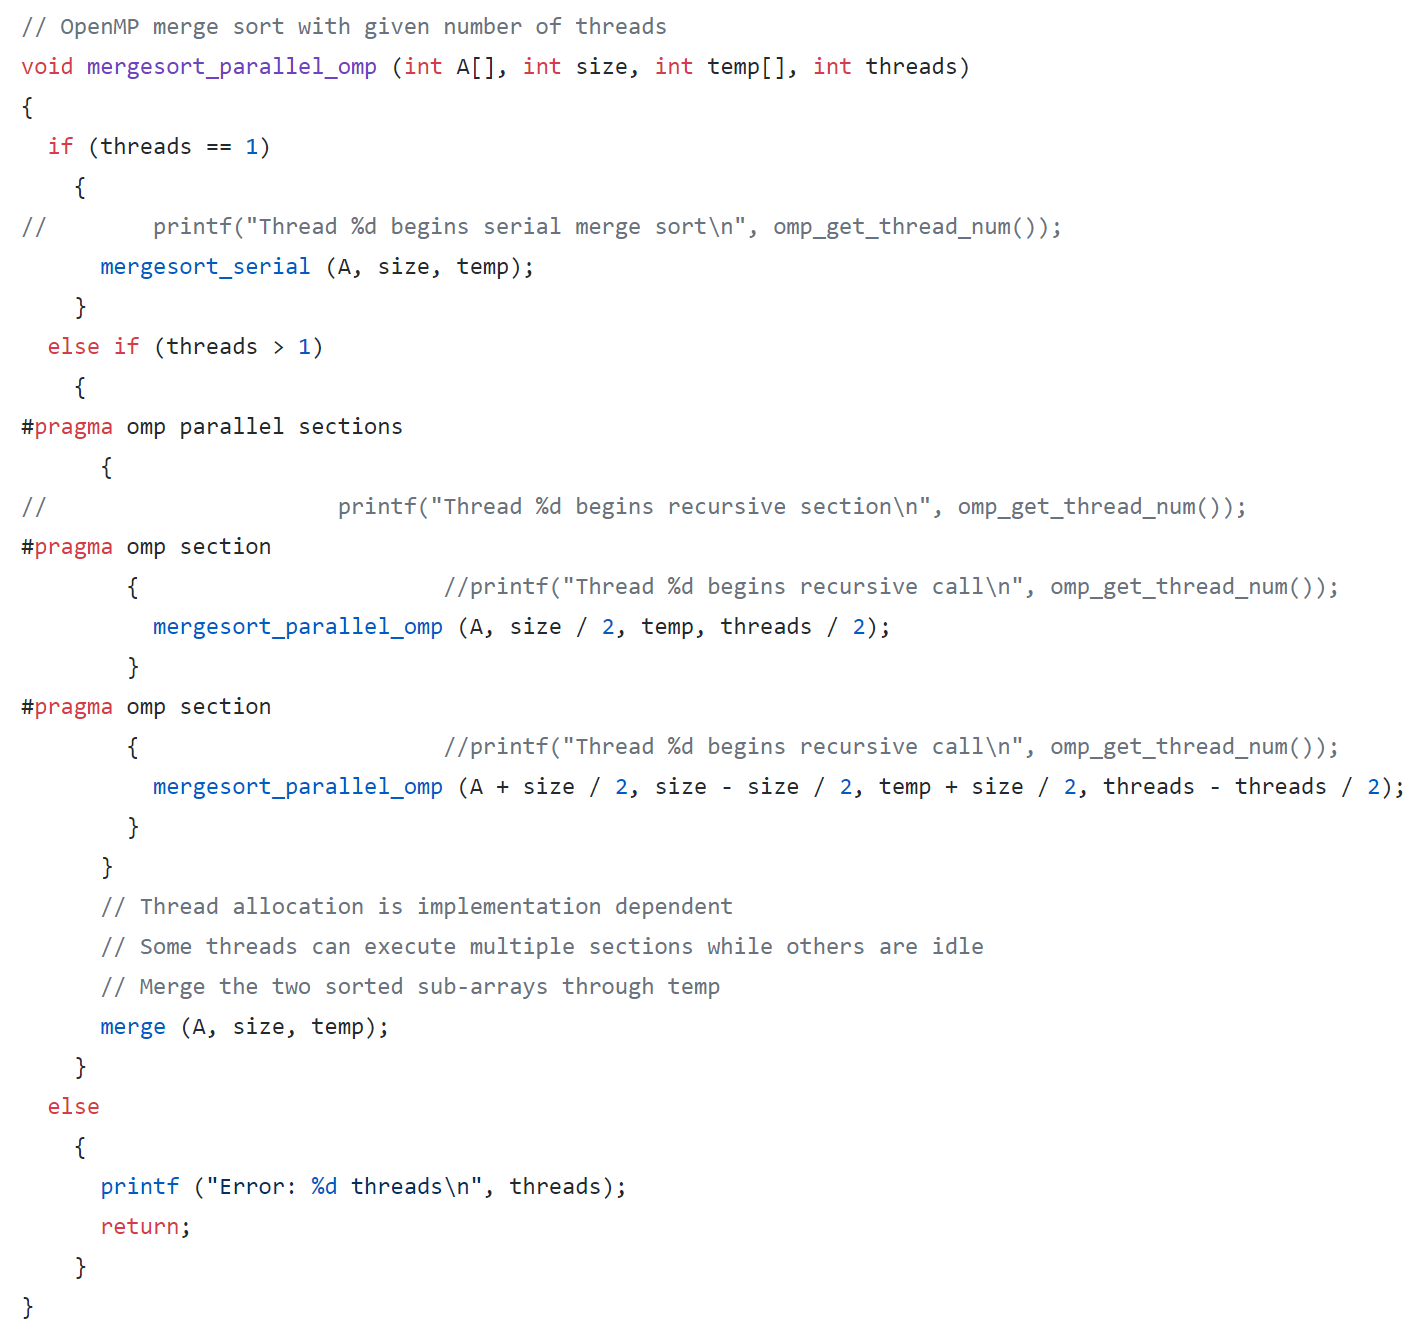 // OpenMP merge sort with given number of threads
void mergesort_parallel_omp (int A[], int size, int temp[], int threads)
{
  if (threads == 1)
    {
//        printf("Thread %d begins serial merge sort\n", omp_get_thread_num());
      mergesort_serial (A, size, temp);
    }
  else if (threads > 1)
    {
#pragma omp parallel sections
      {
//                      printf("Thread %d begins recursive section\n", omp_get_thread_num());
#pragma omp section
        {                       //printf("Thread %d begins recursive call\n", omp_get_thread_num());
          mergesort_parallel_omp (A, size / 2, temp, threads / 2);
        }
#pragma omp section
        {                       //printf("Thread %d begins recursive call\n", omp_get_thread_num());
          mergesort_parallel_omp (A + size / 2, size - size / 2, temp + size / 2, threads - threads / 2);
        }
      }
      // Thread allocation is implementation dependent
      // Some threads can execute multiple sections while others are idle
      // Merge the two sorted sub-arrays through temp
      merge (A, size, temp);
    }
  else
    {
      printf ("Error: %d threads\n", threads);
      return;
    }
}